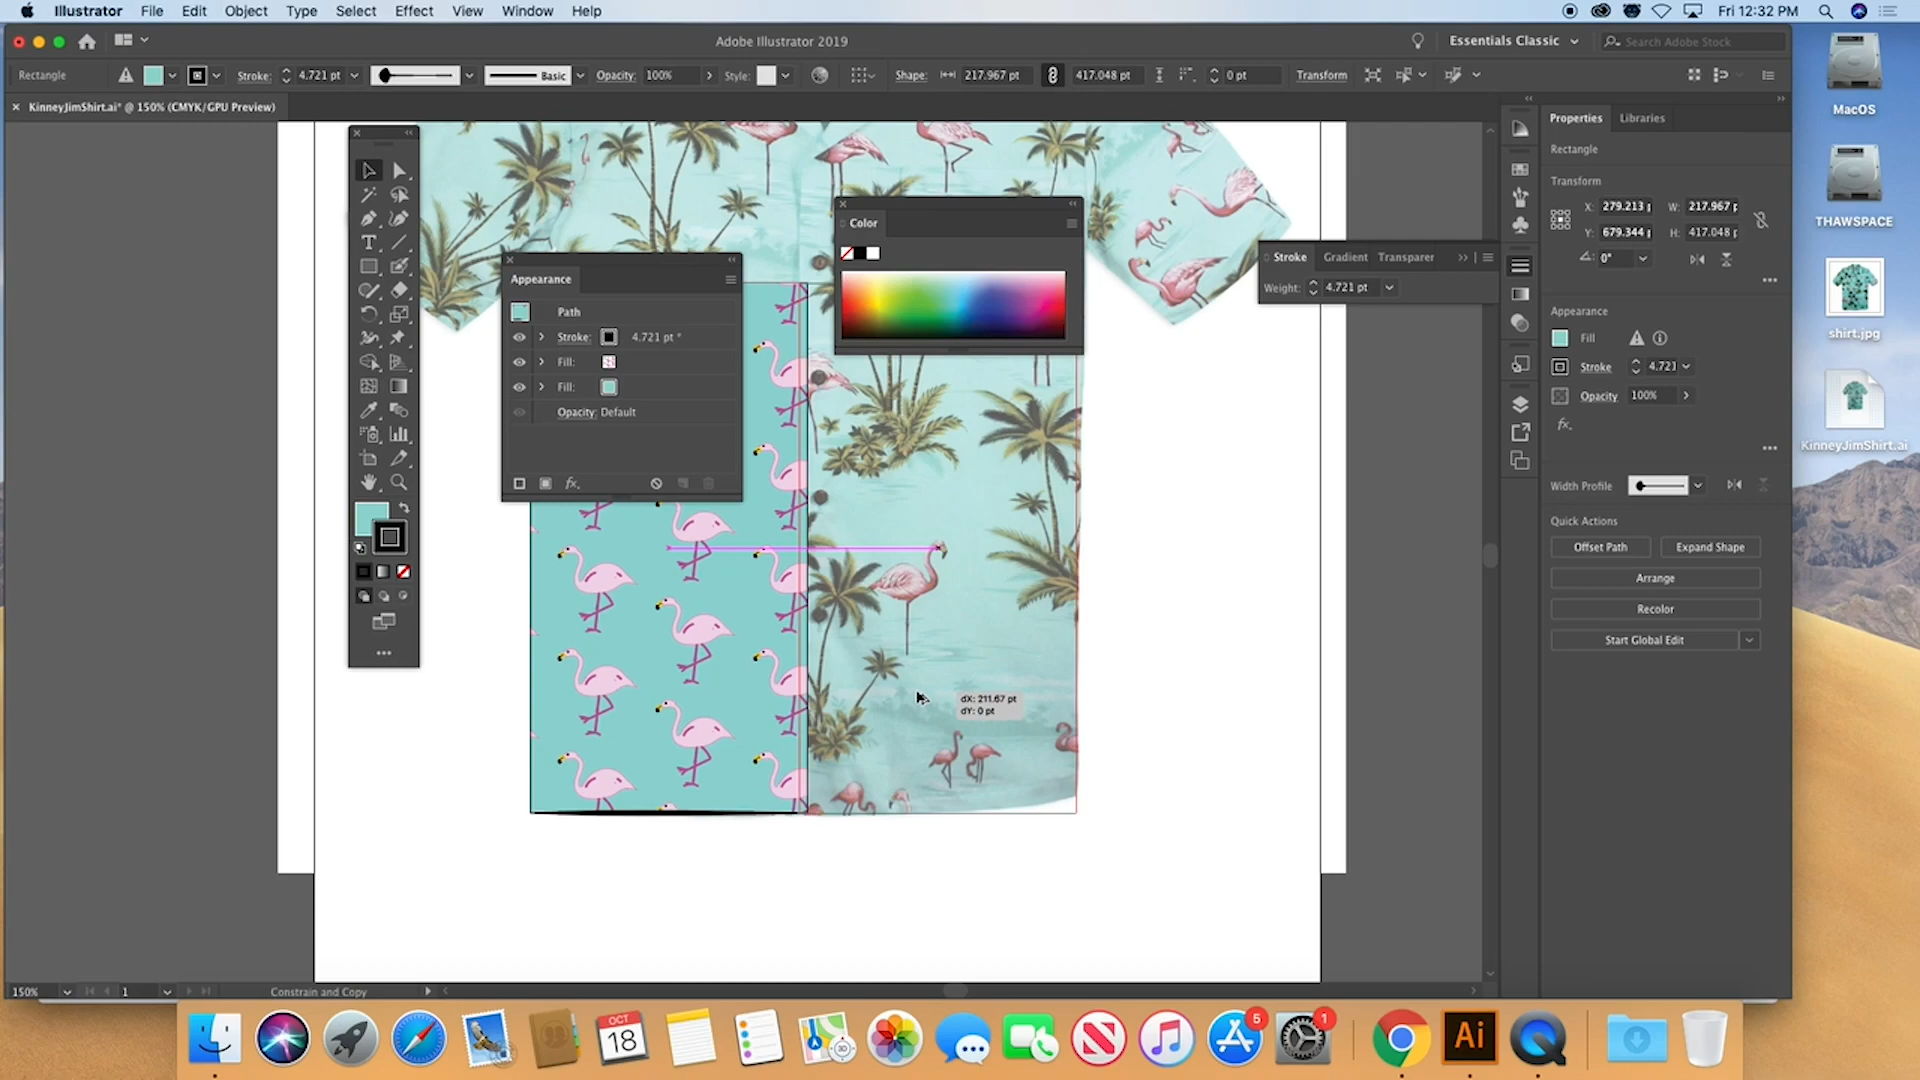 Illustrator File Edit Object Type Select Effect View Window Help
Fri 12:32 PM
Adobe Illustrator 2019
Essentials Classic
Search Adobe Stock
Rectangle
Stroke: 4.721 pt
Basic
Opacity: 100%
Style:
Shape: 217.967 pt 417.048 pt
0 pt
Transform
× KinneyJimShirt.ai* @ 150% (CMYK/GPU Preview)
Appearance
Path
Stroke: 4.721 pt *
Fill:
Fill:
Opacity: Default
fx.
Color
Stroke Gradient Transparer
Weight: 4.721 pt
dX: 211.67 pt
dY: 0 pt
Properties Libraries
Rectangle
Transform
X: 279.213 W: 217.967
Y: 679.344 H: 417.048
0°
Appearance
Fill
Stroke 4.721
Opacity 100%
fx.
Width Profile
Quick Actions
Offset Path Expand Shape
Arrange
Recolor
Start Global Edit
MacOS
THAWSPACE
shirt.jpg
KinneyJimShirt.ai
150% 1 Constrain and Copy
OCT
18
5
1
Ai